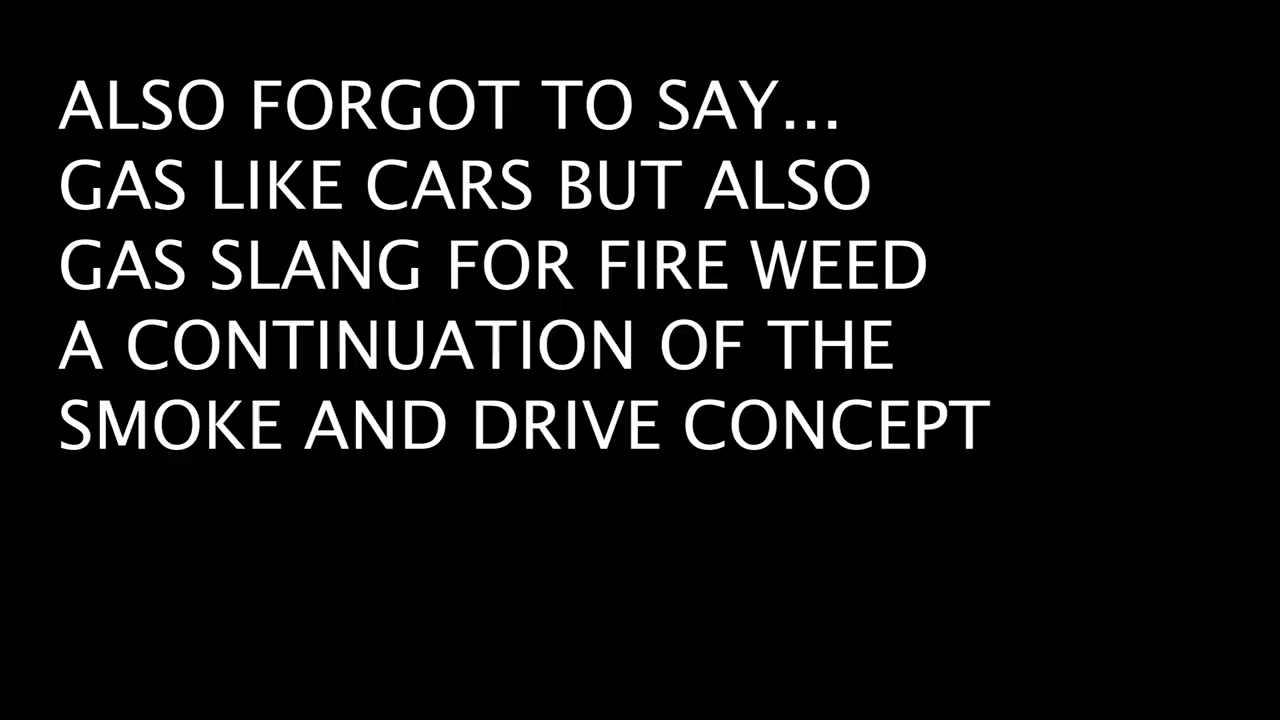 ALSO FORGOT TO SAY...
GAS LIKE CARS BUT ALSO
GAS SLANG FOR FIRE WEED
A CONTINUATION OF THE
SMOKE AND DRIVE CONCEPT